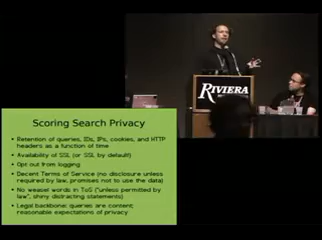 RIVIERA
Scoring Search Privacy
• Retention of queries, IDs, IPs, cookies, and HTTP
headers as a function of time
• Availability of SSL (or SSL by default)
• Opt out from logging
• Decent Terms of Service (no disclosure unless
required by law, promises not to use the data)
• No weasel words in ToS ("unless permitted by
law", shiny distracting statements)
• Legal backbone: queries are content;
reasonable expectations of privacy